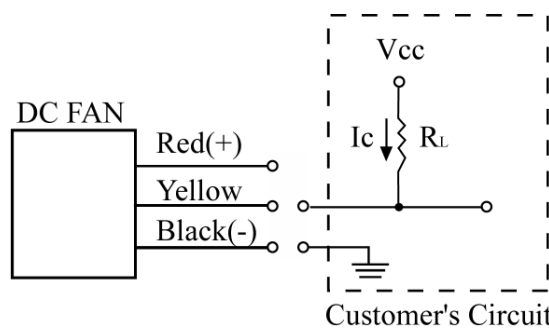 Vcc
DC FAN
Red(+)
Ic
RL
Yellow
Black(-)
Customer's Circuit